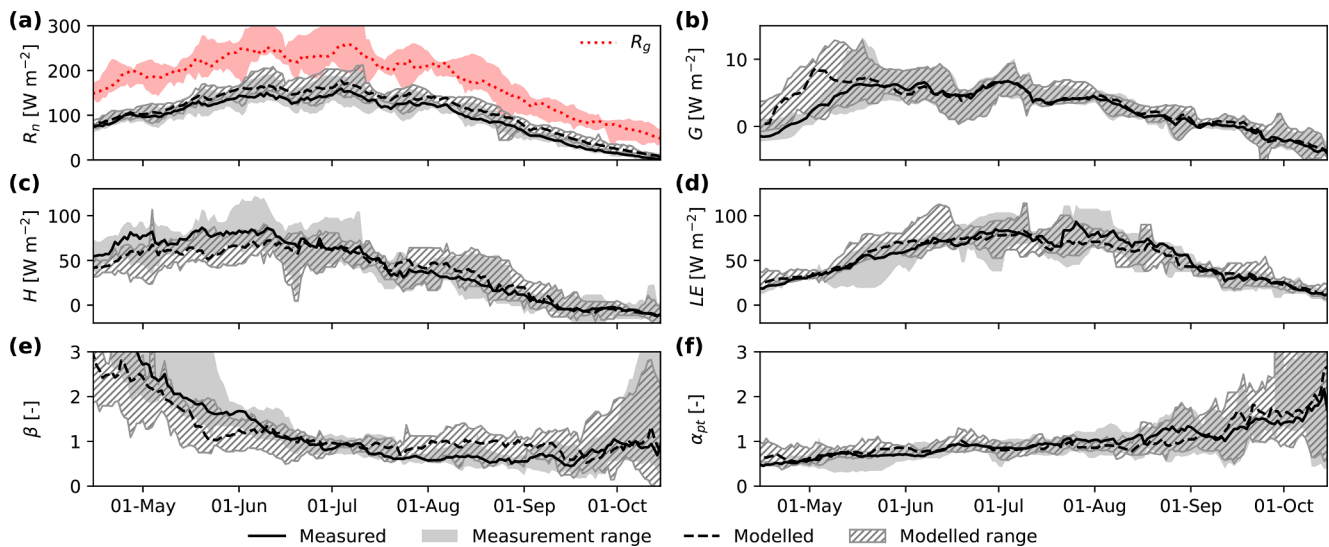 (a)
300
200
100
0
R_n [W m⁻²]
R_g
(b)
10
0
G [W m⁻²]
(c)
100
50
0
H [W m⁻²]
(d)
100
50
0
LE [W m⁻²]
(e)
3
2
1
0
β [-]
01-May 01-Jun 01-Jul 01-Aug 01-Sep 01-Oct
(f)
3
2
1
0
α_pt [-]
01-May 01-Jun 01-Jul 01-Aug 01-Sep 01-Oct
Measured Measurement range Modelled Modelled range